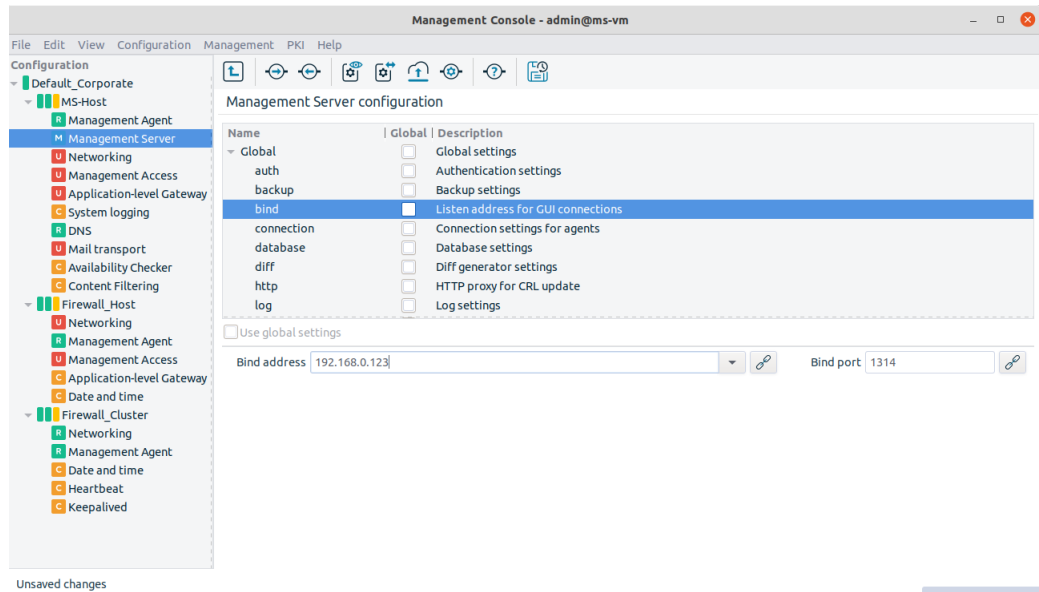 Management Console - admin@ms-vm
File Edit View Configuration Management PKI Help
Configuration
Default_Corporate
MS-Host
R Management Agent
M Management Server
U Networking
U Management Access
U Application-level Gateway
C System logging
R DNS
U Mail transport
C Availability Checker
C Content Filtering
Firewall_Host
U Networking
R Management Agent
U Management Access
C Application-level Gateway
C Date and time
Firewall_Cluster
R Networking
R Management Agent
C Date and time
C Heartbeat
C Keepalived
Management Server configuration
Name Global Description
Global Global settings
auth Authentication settings
backup Backup settings
bind Listen address for GUI connections
connection Connection settings for agents
database Database settings
diff Diff generator settings
http HTTP proxy for CRL update
log Log settings
Use global settings
Bind address 192.168.0.123 Bind port 1314
Unsaved changes